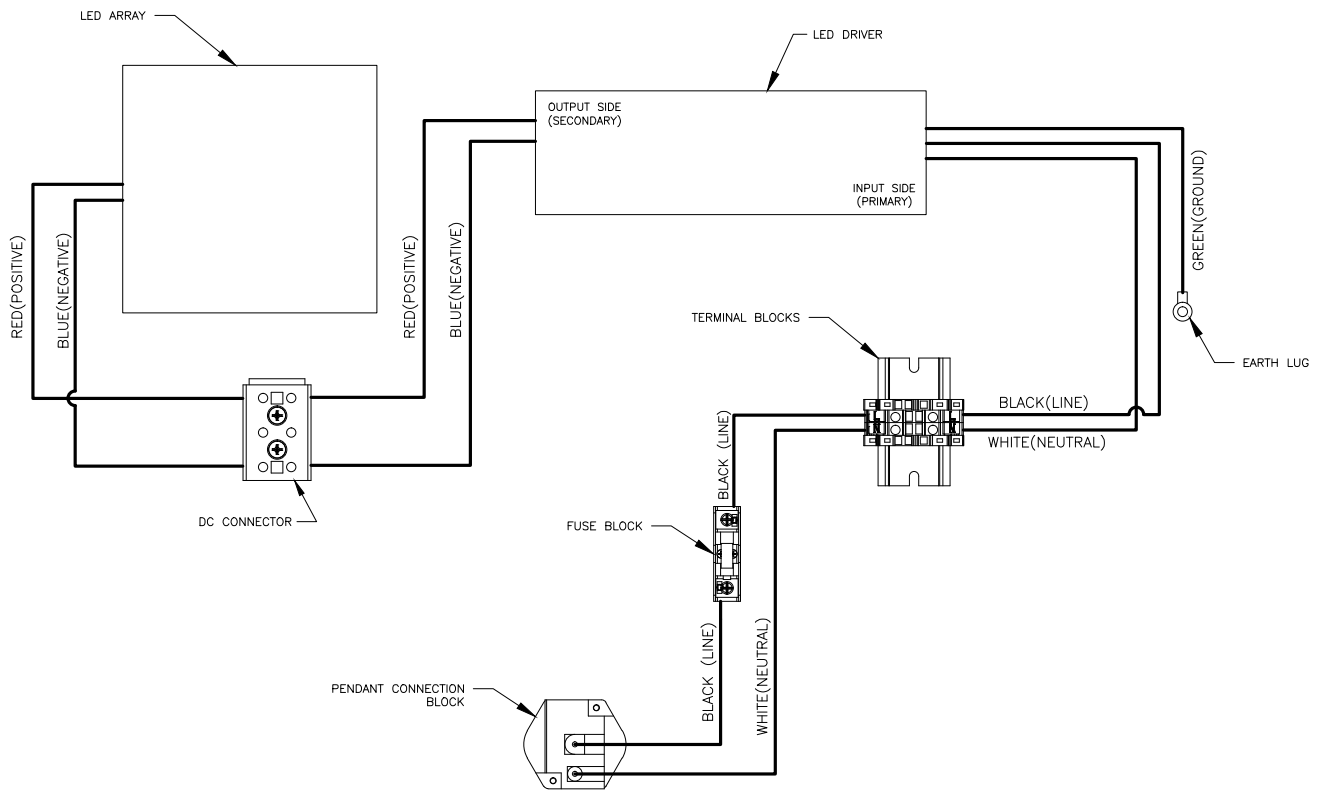 LED ARRAY
LED DRIVER
OUTPUT SIDE
(SECONDARY)
INPUT SIDE
(PRIMARY)
RED(POSITIVE)
BLUE(NEGATIVE)
RED(POSITIVE)
BLUE(NEGATIVE)
GREEN(GROUND)
TERMINAL BLOCKS
EARTH LUG
BLACK(LINE)
WHITE(NEUTRAL)
BLACK (LINE)
DC CONNECTOR
FUSE BLOCK
BLACK (LINE)
WHITE(NEUTRAL)
PENDANT CONNECTION
BLOCK